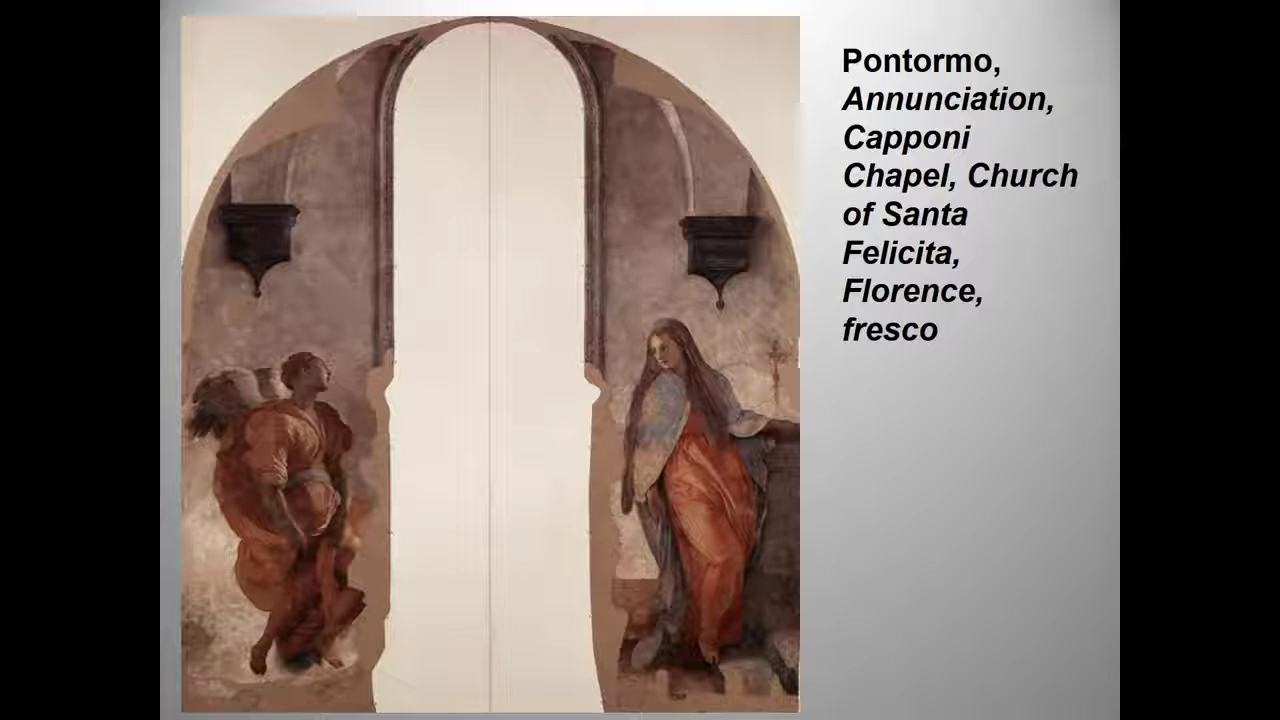 Pontormo,
Annunciation,
Capponi
Chapel, Church
of Santa
Felicita,
Florence,
fresco